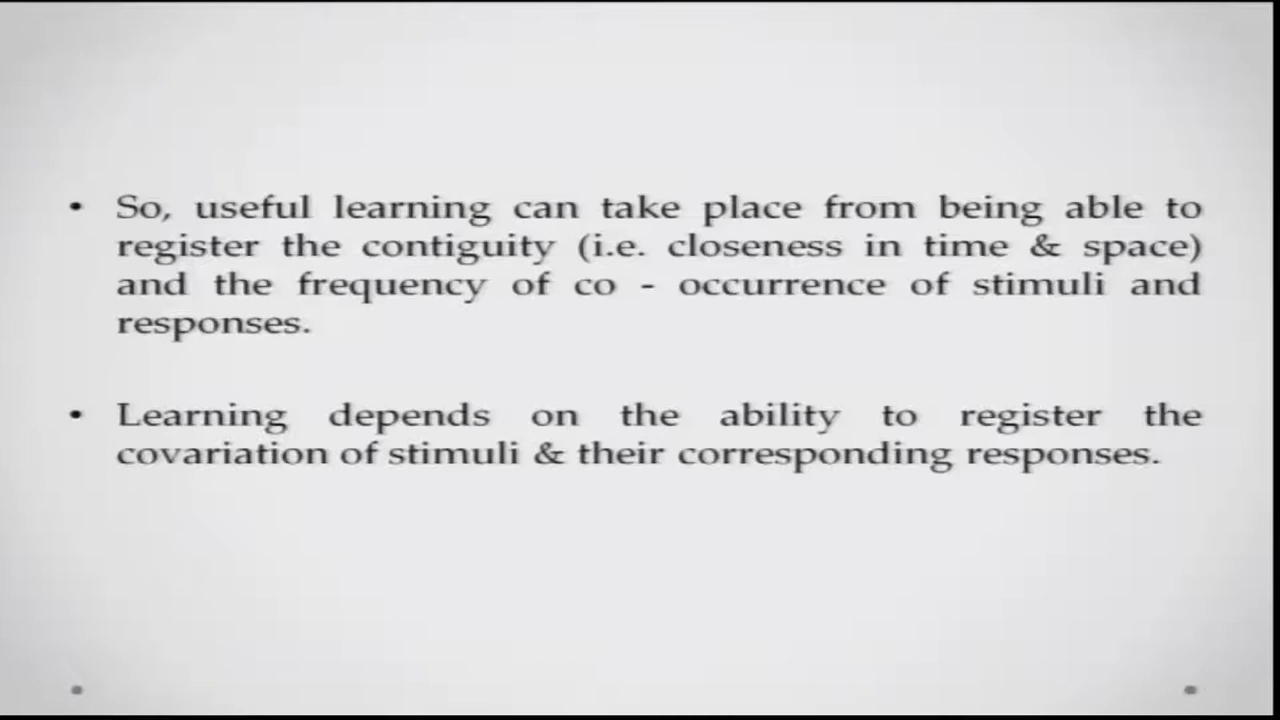 • So, useful learning can take place from being able to
register the contiguity (i.e. closeness in time & space)
and the frequency of co - occurrence of stimuli and
responses.
• Learning depends on the ability to register the
covariation of stimuli & their corresponding responses.